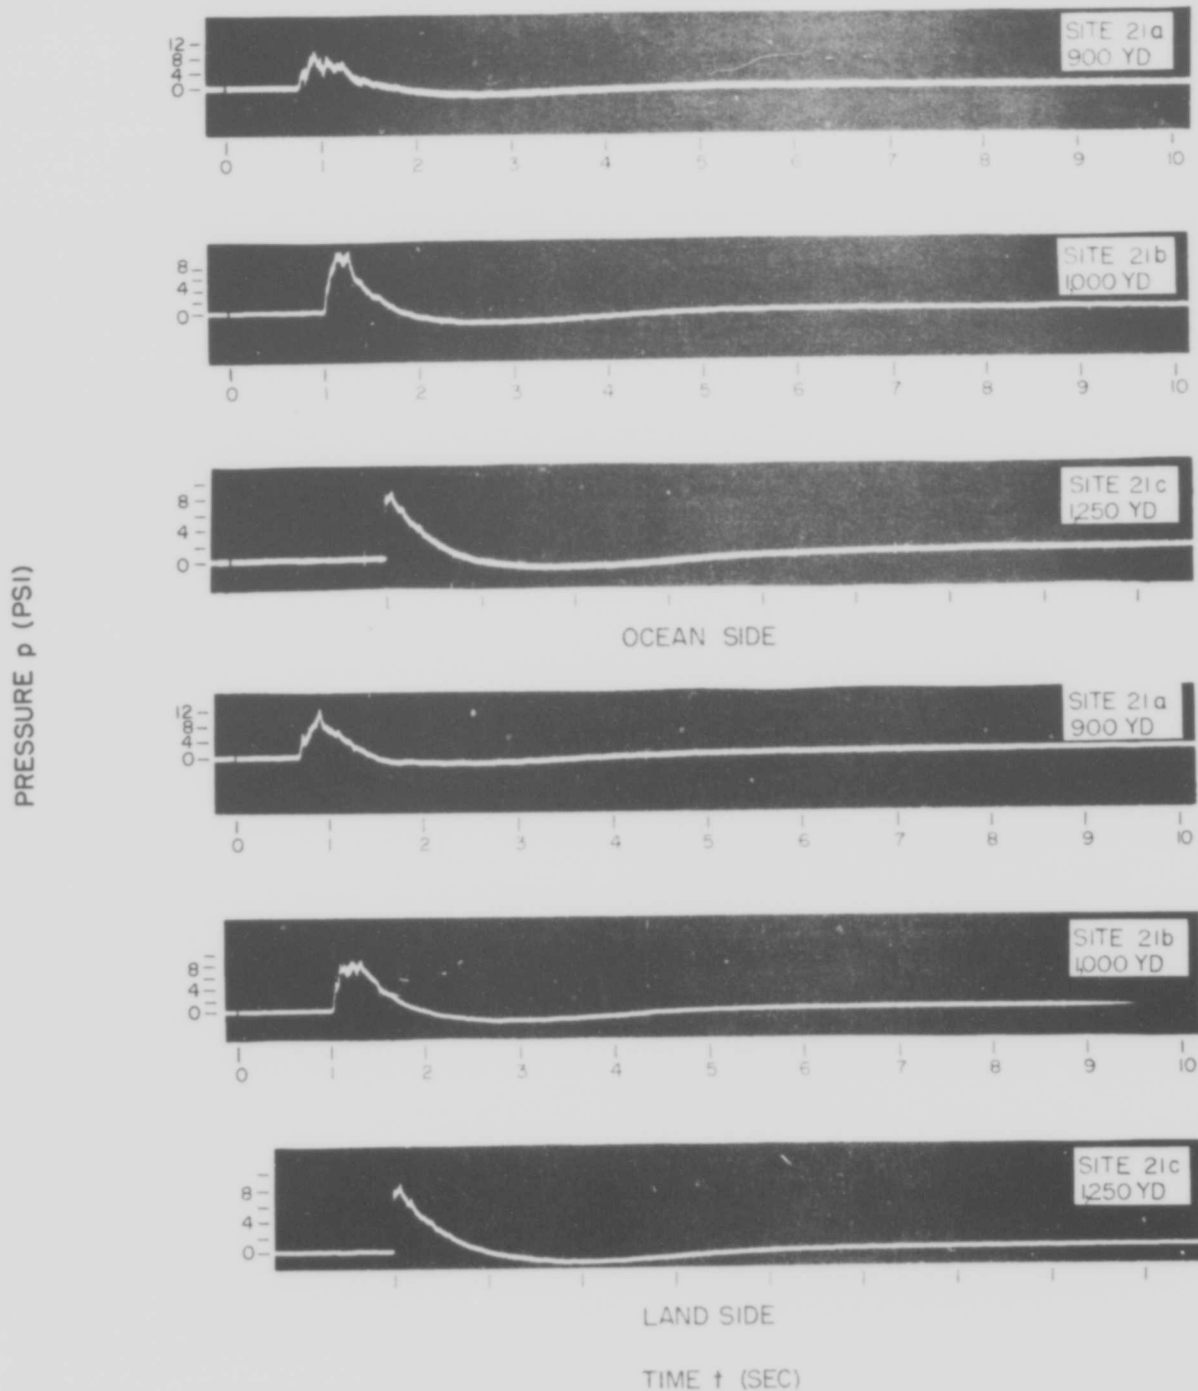 PRESSURE p (PSI)
SITE 21a
900 YD
12
8
4
0
0 1 2 3 4 5 6 7 8 9 10
SITE 21b
1,000 YD
8
4
0
0 1 2 3 4 5 6 7 8 9 10
SITE 21c
1,250 YD
8
4
0
OCEAN SIDE
SITE 21a
900 YD
12
8
4
0
0 1 2 3 4 5 6 7 8 9 10
SITE 21b
1,000 YD
8
4
0
0 1 2 3 4 5 6 7 8 9 10
SITE 21c
1,250 YD
8
4
0
LAND SIDE
TIME t (SEC)